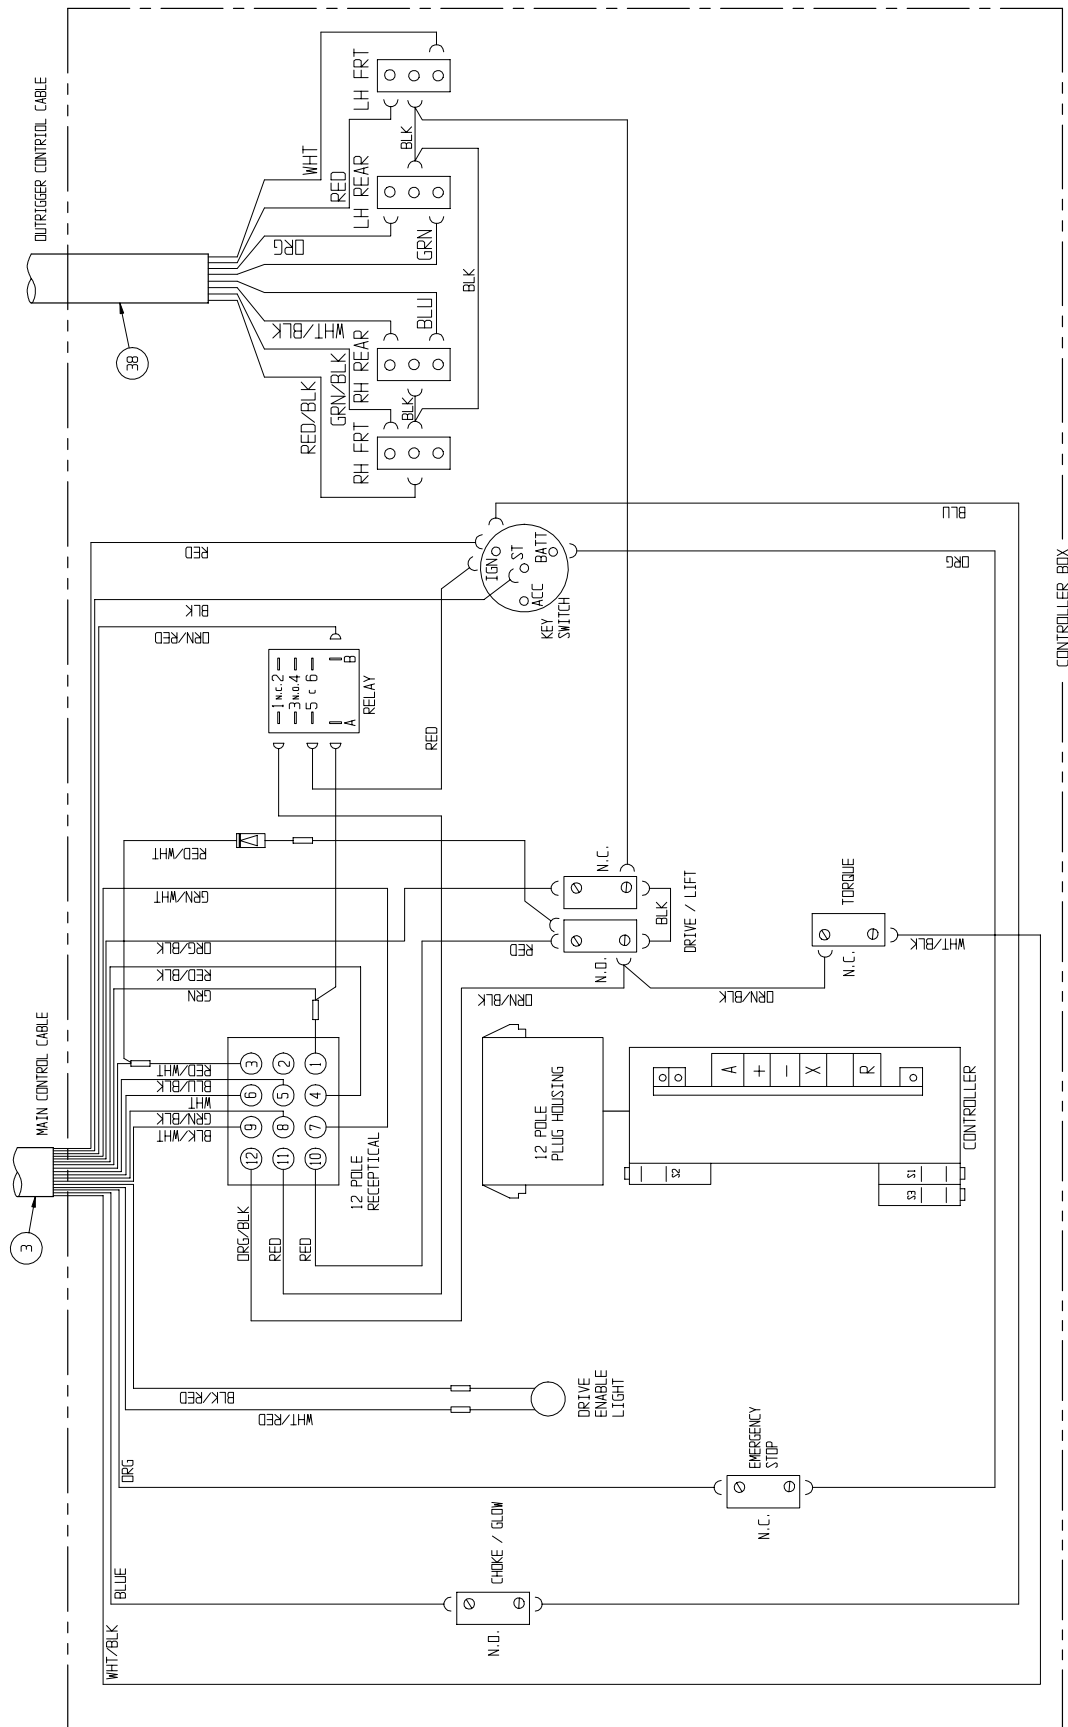 OUTRIGGER CONTRIOL CABLE
38
WHT
RED
ORG
GRN
BLU
WHT/BLK
GRN/BLK
RED/BLK
LH FRT
LH REAR
RH REAR
RH FRT
BLK
BLK
BLK
MAIN CONTROL CABLE
3
RED
BLK
ORN/RED
RED/WHT
GRN/WHT
ORG/BLK
RED/BLK
GRN
RED/WHT
BLU/BLK
WHT
GRN/BLK
BLK/WHT
BLK/RED
WHT/RED
ORG
BLUE
WHT/BLK
KEY
SWITCH
IGN
ST
BATT
ACC
BLU
ORG
RELAY
1 N.C. 2
3 N.O. 4
5 C 6
A
B
RED
3
2
1
6
5
4
9
8
7
12
11
10
12 POLE
RECEPTICAL
ORG/BLK
RED
RED
RED
N.C.
N.O.
BLK
DRIVE / LIFT
ORN/BLK
ORN/BLK
TORQUE
N.C.
WHT/BLK
12 POLE
PLUG HOUSING
A
+
-
X
R
S2
S1
S3
CONTROLLER
DRIVE
ENABLE
LIGHT
EMERGENCY
STOP
N.C.
CHOKE / GLOW
N.O.
CONTROLLER BOX